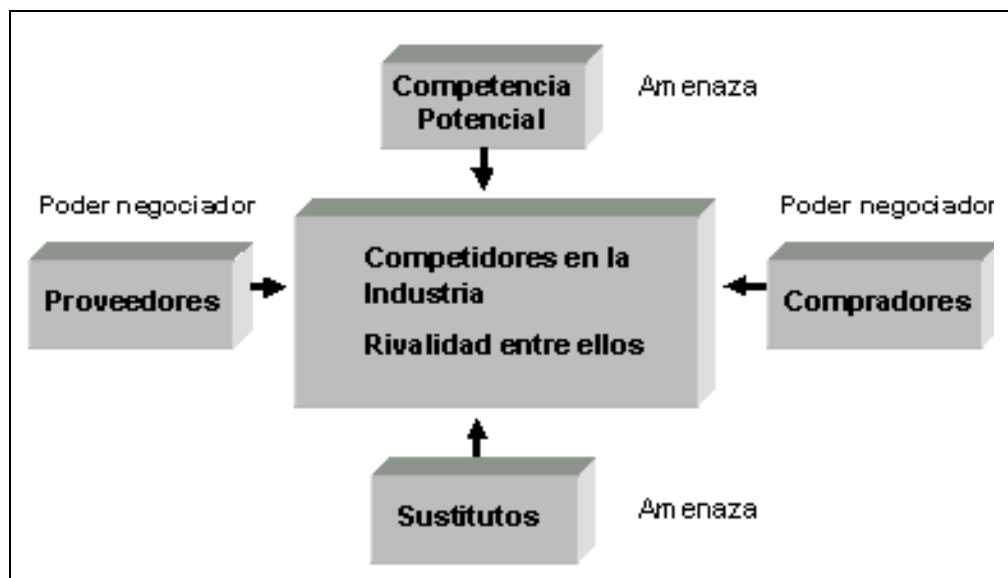 Competencia
Potencial
Amenaza
Poder negociador
Poder negociador
Proveedores
Competidores en la
Industria
Rivalidad entre ellos
Compradores
Sustitutos
Amenaza